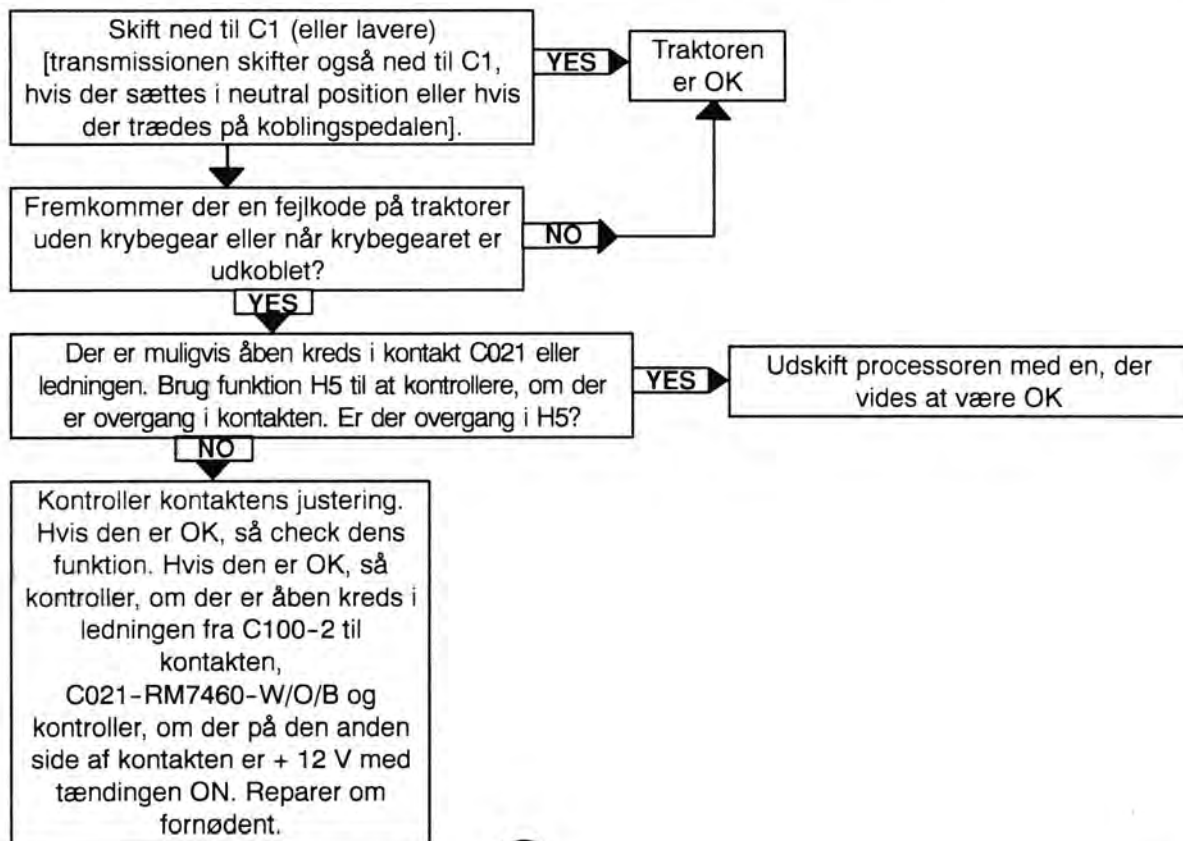 Skift ned til C1 (eller lavere)
[transmissionen skifter også ned til C1,
hvis der sættes i neutral position eller hvis
der trædes på koblingspedalen].
YES
Traktoren
er OK
Fremkommer der en fejlkode på traktorer
uden krybegear eller når krybegearet er
udkoblet?
NO
YES
Der er muligvis åben kreds i kontakt C021 eller
ledningen. Brug funktion H5 til at kontrollere, om der
er overgang i kontakten. Er der overgang i H5?
YES
Udskift processoren med en, der
vides at være OK
NO
Kontroller kontaktens justering.
Hvis den er OK, så check dens
funktion. Hvis den er OK, så
kontroller, om der er åben kreds i
ledningen fra C100-2 til
kontakten,
C021-RM7460-W/O/B og
kontroller, om der på den anden
side af kontakten er + 12 V med
tændingen ON. Reparer om
fornødent.